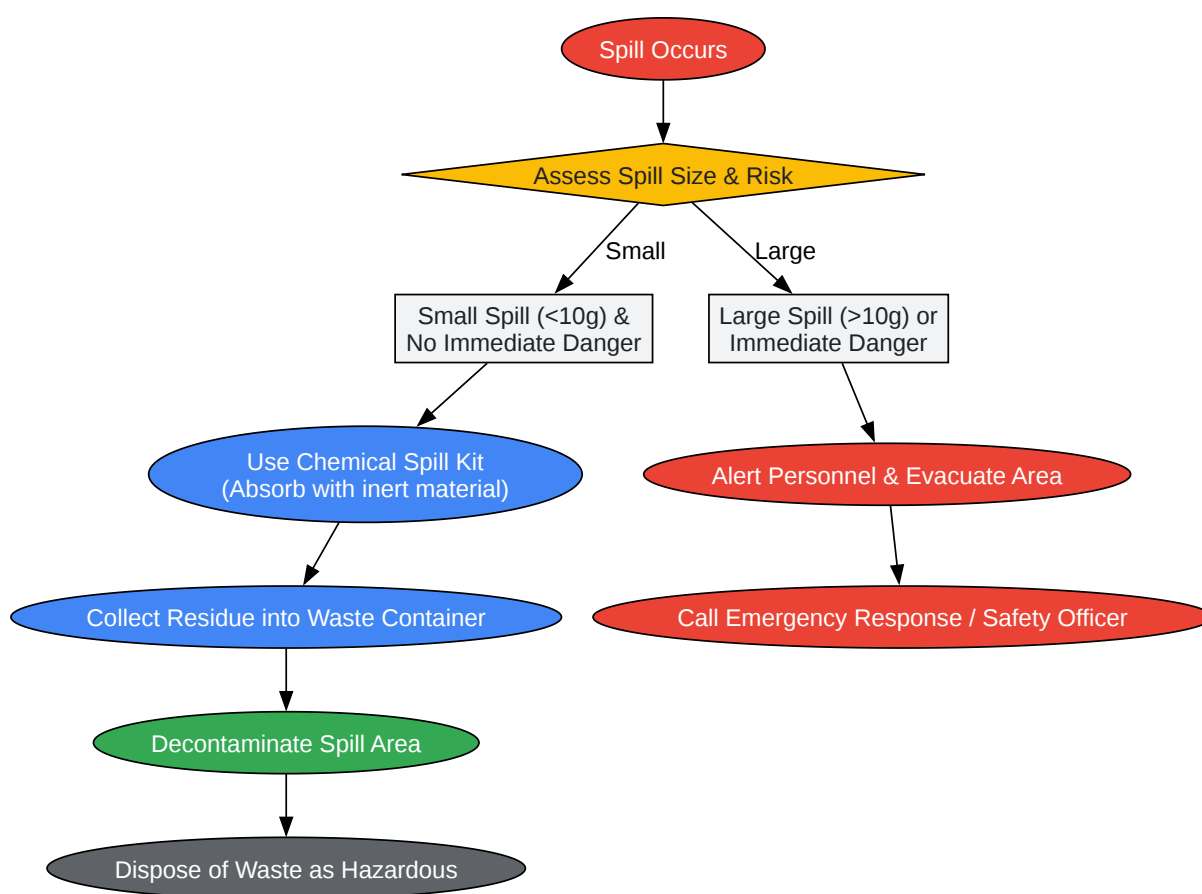 Spill Occurs
Assess Spill Size & Risk
Small
Large
Small Spill (<10g) &
No Immediate Danger
Large Spill (>10g) or
Immediate Danger
Use Chemical Spill Kit
(Absorb with inert material)
Alert Personnel & Evacuate Area
Collect Residue into Waste Container
Call Emergency Response / Safety Officer
Decontaminate Spill Area
Dispose of Waste as Hazardous